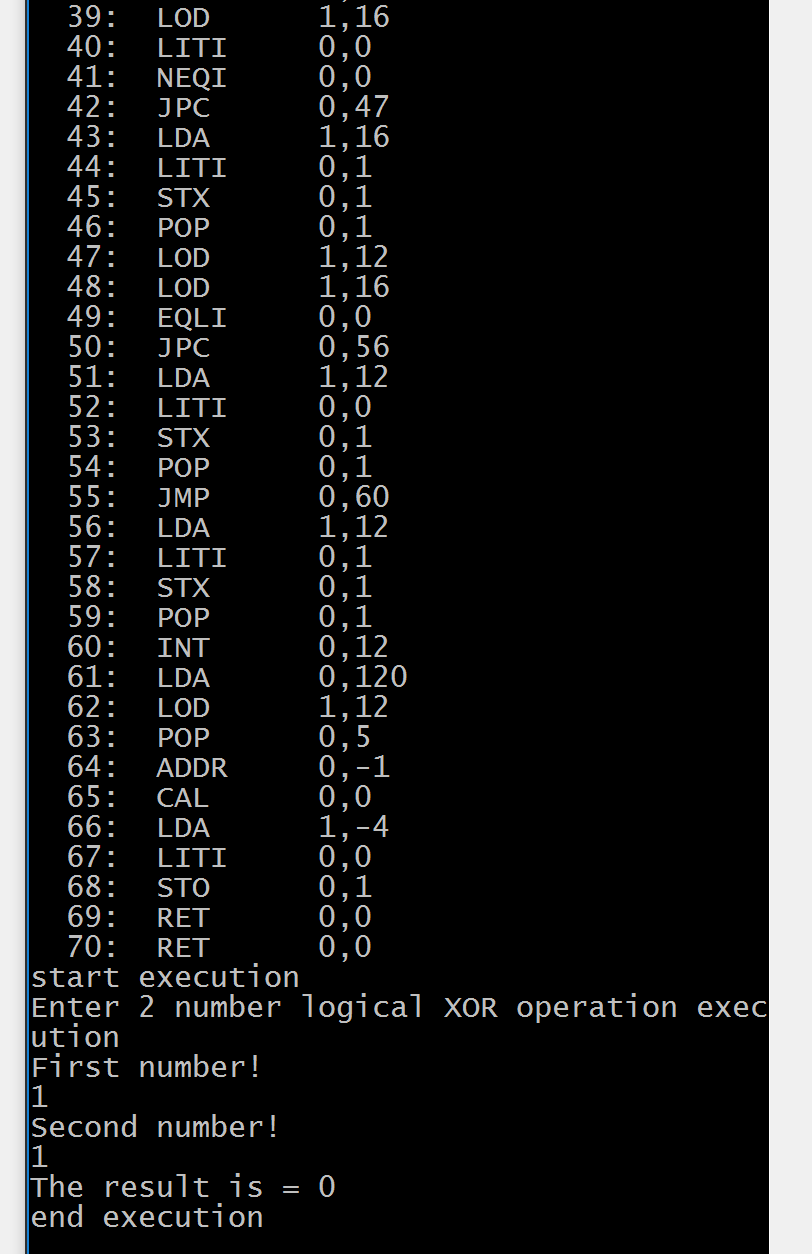 39: LOD 1,16
40: LITI 0,0
41: NEQI 0,0
42: JPC 0,47
43: LDA 1,16
44: LITI 0,1
45: STX 0,1
46: POP 0,1
47: LOD 1,12
48: LOD 1,16
49: EQLI 0,0
50: JPC 0,56
51: LDA 1,12
52: LITI 0,0
53: STX 0,1
54: POP 0,1
55: JMP 0,60
56: LDA 1,12
57: LITI 0,1
58: STX 0,1
59: POP 0,1
60: INT 0,12
61: LDA 0,120
62: LOD 1,12
63: POP 0,5
64: ADDR 0,-1
65: CAL 0,0
66: LDA 1,-4
67: LITI 0,0
68: STO 0,1
69: RET 0,0
70: RET 0,0
start execution
Enter 2 number logical XOR operation exec
ution
First number!
1
Second number!
1
The result is = 0
end execution